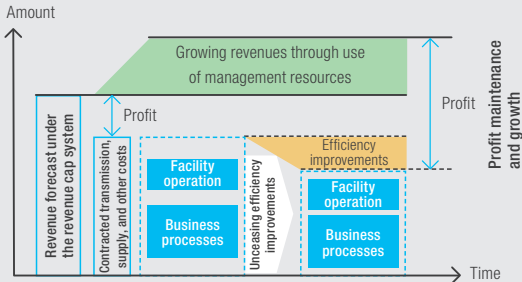 Amount
Growing revenues through use
of management resources
Profit
Profit
Profit maintenance
and growth
Revenue forecast under
the revenue cap system
Contracted transmission,
supply, and other costs
Facility
operation
Business
processes
Unceasing efficiency
improvements
Efficiency
improvements
Facility
operation
Business
processes
Time